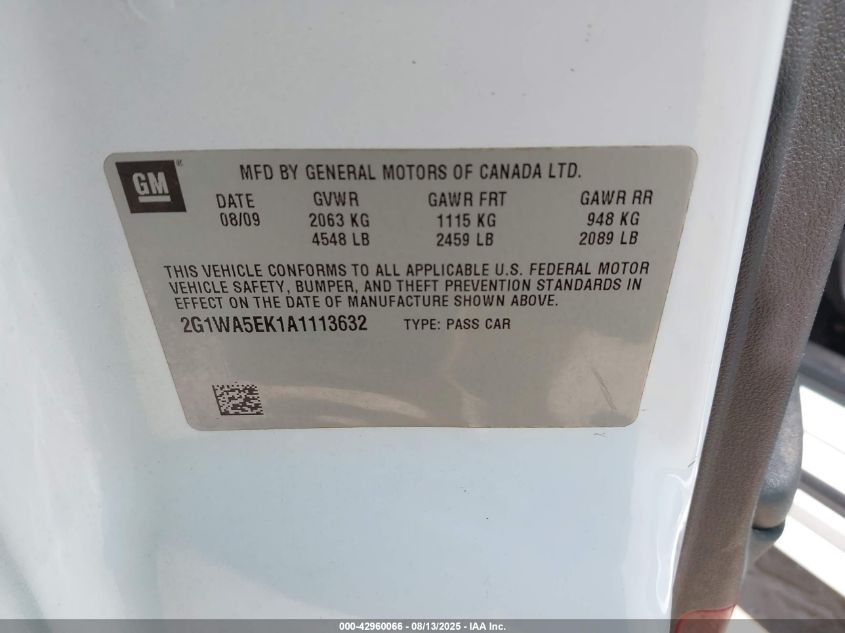 GM®
MFD BY GENERAL MOTORS OF CANADA LTD.
DATE GVWR GAWR FRT GAWR RR
08/09 2063 KG 1115 KG 948 KG
4548 LB 2459 LB 2089 LB
THIS VEHICLE CONFORMS TO ALL APPLICABLE U.S. FEDERAL MOTOR
VEHICLE SAFETY, BUMPER, AND THEFT PREVENTION STANDARDS IN
EFFECT ON THE DATE OF MANUFACTURE SHOWN ABOVE.
2G1WA5EK1A1113632 TYPE: PASS CAR
000-42960066 - 08/13/2025 - IAA Inc.